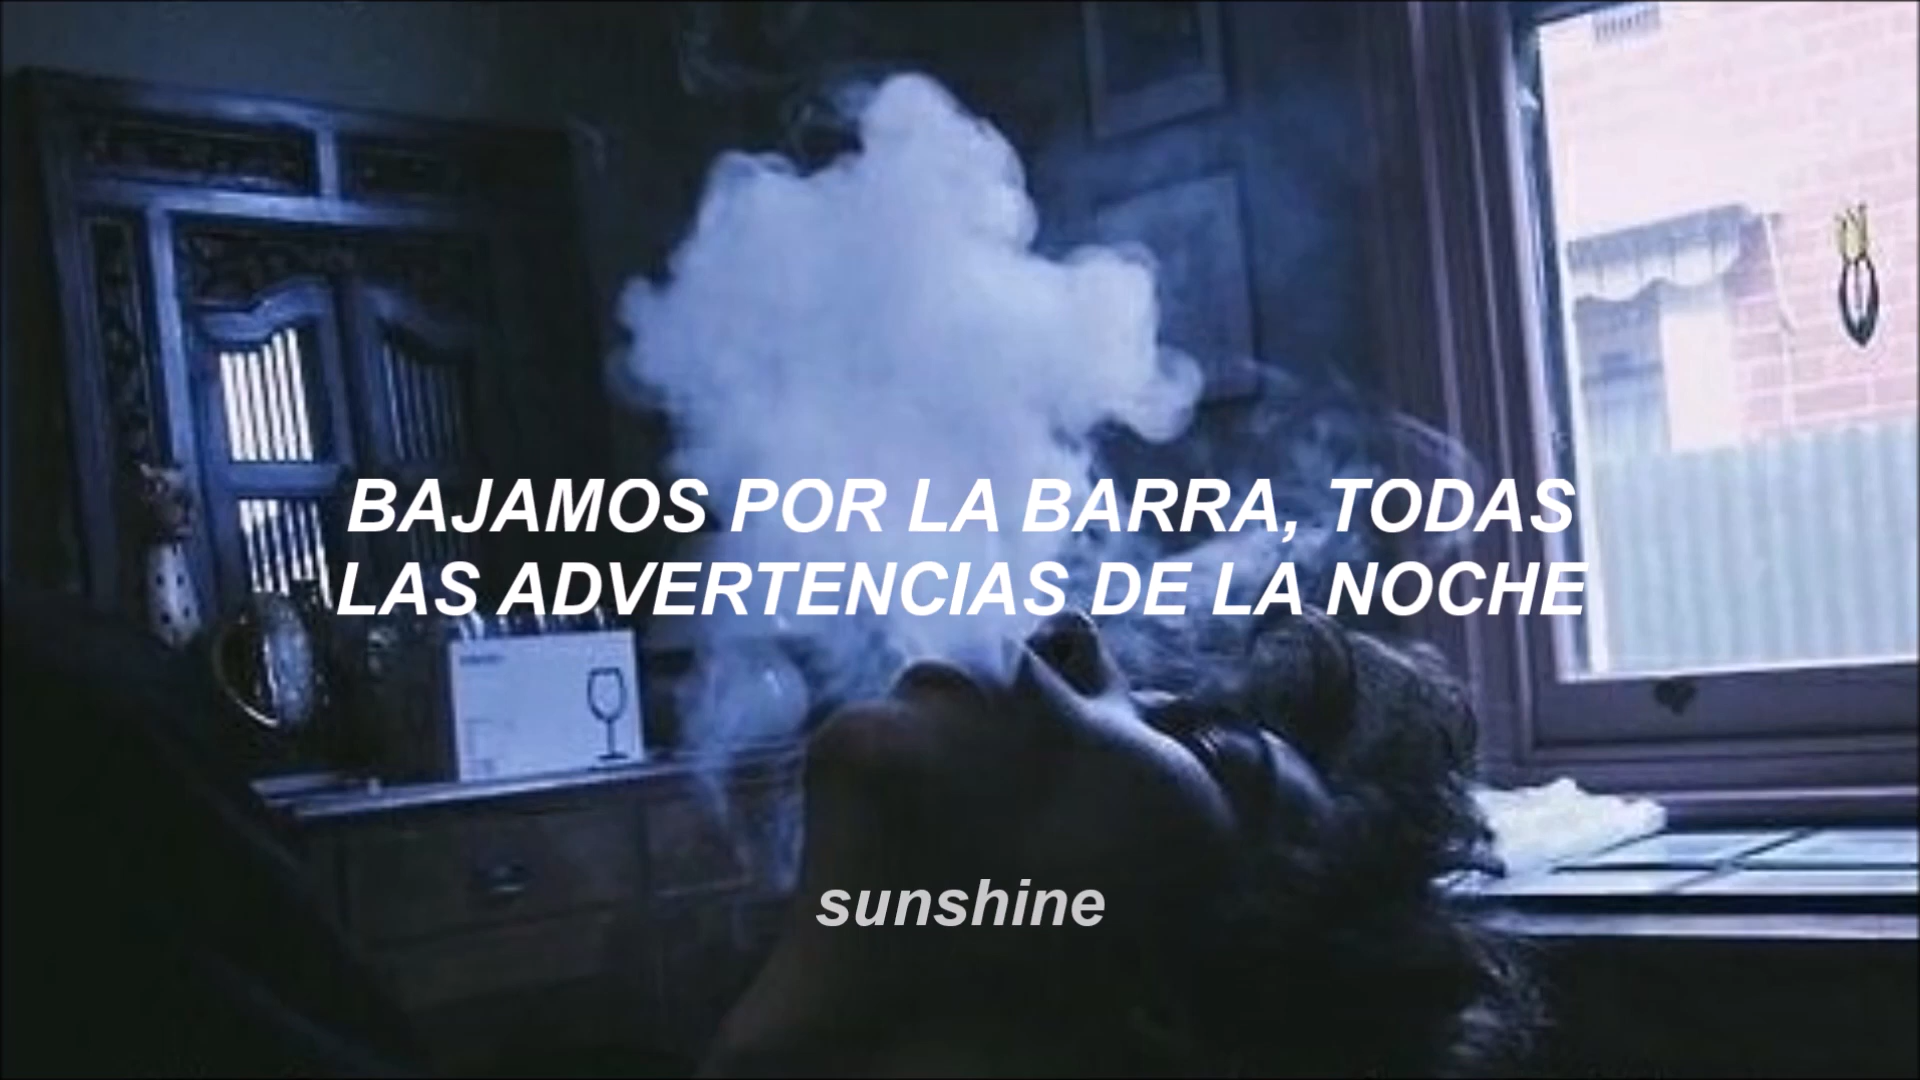 BAJAMOS POR LA BARRA, TODAS
LAS ADVERTENCIAS DE LA NOCHE
sunshine